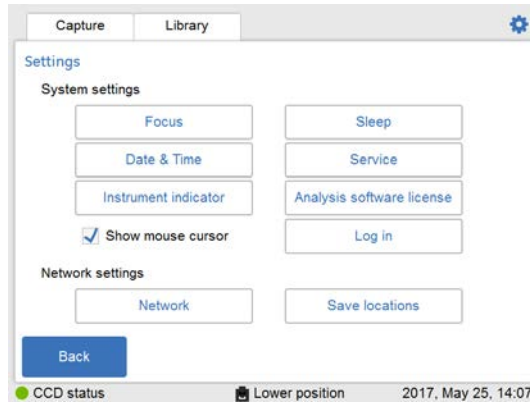 Capture Library
Settings
System settings
Focus Sleep
Date & Time Service
Instrument indicator Analysis software license
Show mouse cursor Log in
Network settings
Network Save locations
Back
CCD status Lower position 2017, May 25, 14:07